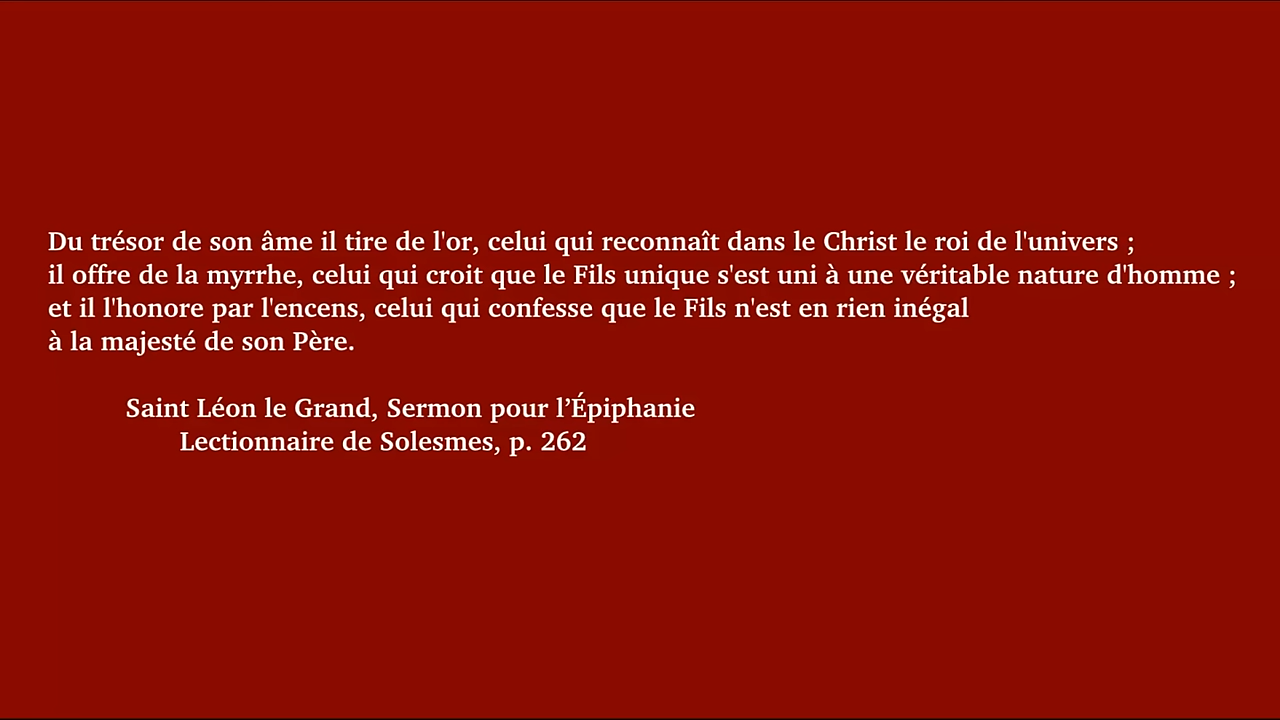 Du trésor de son âme il tire de l'or, celui qui reconnaît dans le Christ le roi de l'univers ;
il offre de la myrrhe, celui qui croit que le Fils unique s'est uni à une véritable nature d'homme ;
et il l'honore par l'encens, celui qui confesse que le Fils n'est en rien inégal
à la majesté de son Père.
Saint Léon le Grand, Sermon pour l’Épiphanie
Lectionnaire de Solesmes, p. 262